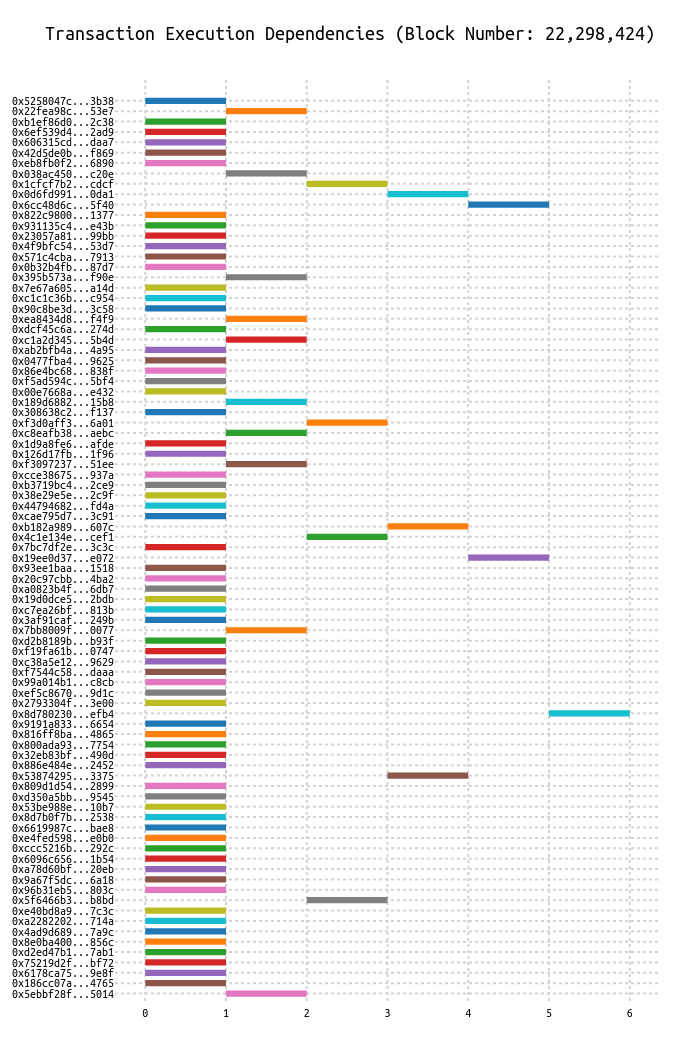 Transaction Execution Dependencies (Block Number: 22,298,424)
0x5258047c...3b38
0x22fea98c...53e7
0xb1ef86d0...2c38
0x6ef539d4...2ad9
0x606315cd...daa7
0x42d5de0b...f869
0xeb8fb0f2...6890
0x038ac450...c20e
0x1cfcf7b2...cdcf
0x0d6fd991...0da1
0x6cc48d6c...5f40
0x822c9800...1377
0x931135c4...e43b
0x23057a81...99bb
0x4f9bfc54...53d7
0x571c4cba...7913
0x0b32b4fb...87d7
0x395b573a...f90e
0x7e67a605...a14d
0xc1c1c36b...c954
0x90c8be3d...3c58
0xea8434d8...f4f9
0xdcf45c6a...274d
0xc1a2d345...5b4d
0xab2bfb4a...4a95
0x0477fba4...9625
0x86e4bc68...838f
0xf5ad594c...5bf4
0x00e7668a...e432
0x189d6882...15b8
0x308638c2...f137
0xf3d0aff3...6a01
0xc8eafb38...aebc
0x1d9a8fe6...afde
0x126d17fb...1f96
0xf3097237...51ee
0xcce38675...937a
0xb3719bc4...2ce9
0x38e29e5e...2c9f
0x44794682...fd4a
0xcae795d7...3c91
0xb182a989...607c
0x4c1e134e...cef1
0x7bc7df2e...3c3c
0x19ee0d37...e072
0x93ee1baa...1518
0x20c97cbb...4ba2
0xa0823b4f...6db7
0x19d0dce5...2bdb
0xc7ea26bf...813b
0x3af91caf...249b
0x7bb8009f...0077
0xd2b8189b...b93f
0xf19fa61b...0747
0xc38a5e12...9629
0xf7544c58...daaa
0x99a014b1...c8cb
0xef5c8670...9d1c
0x2793304f...3e00
0x8d780230...efb4
0x9191a833...6654
0x816ff8ba...4865
0x800ada93...7754
0x32eb83bf...490d
0x886e484e...2452
0x53874295...3375
0x809d1d54...2899
0xd350a5bb...9545
0x53be988e...10b7
0x8d7b0f7b...2538
0x6619987c...bae8
0xe4fed598...e0b0
0xccc5216b...292c
0x6096c656...1b54
0xa78d60bf...20eb
0x9a67f5dc...6a18
0x96b31eb5...803c
0x5f6466b3...b8bd
0xe40bd8a9...7c3c
0xa2282202...714a
0x4ad9d689...7a9c
0x8e0ba400...856c
0xd2ed47b1...7ab1
0x75219d2f...bf72
0x6178ca75...9e8f
0x186cc07a...4765
0x5ebbf28f...5014
0 1 2 3 4 5 6